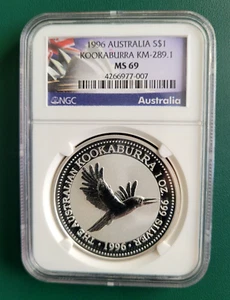 1996 AUSTRALIA S$1
KOOKABURRA KM-289.1
MS 69
4266977-007
NGC
Australia
THE AUSTRALIAN KOOKABURRA 1 OZ. 999 SILVER
·1996·